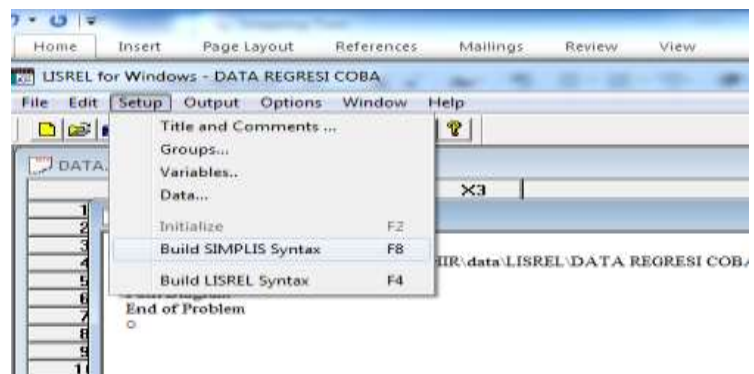 Home Insert Page Layout References Mailings Review View
LISREL for Windows - DATA REGRESI COBA
File Edit Setup Output Options Window Help
Title and Comments ...
Groups...
DATA.
Variables..
Data...
X3
1
Initialize F2
2
3
Build SIMPLIS Syntax F8
HIR\data\LISREL\DATA REGRESI COBA
4
5
Build LISREL Syntax F4
6
7
End of Problem
8
9